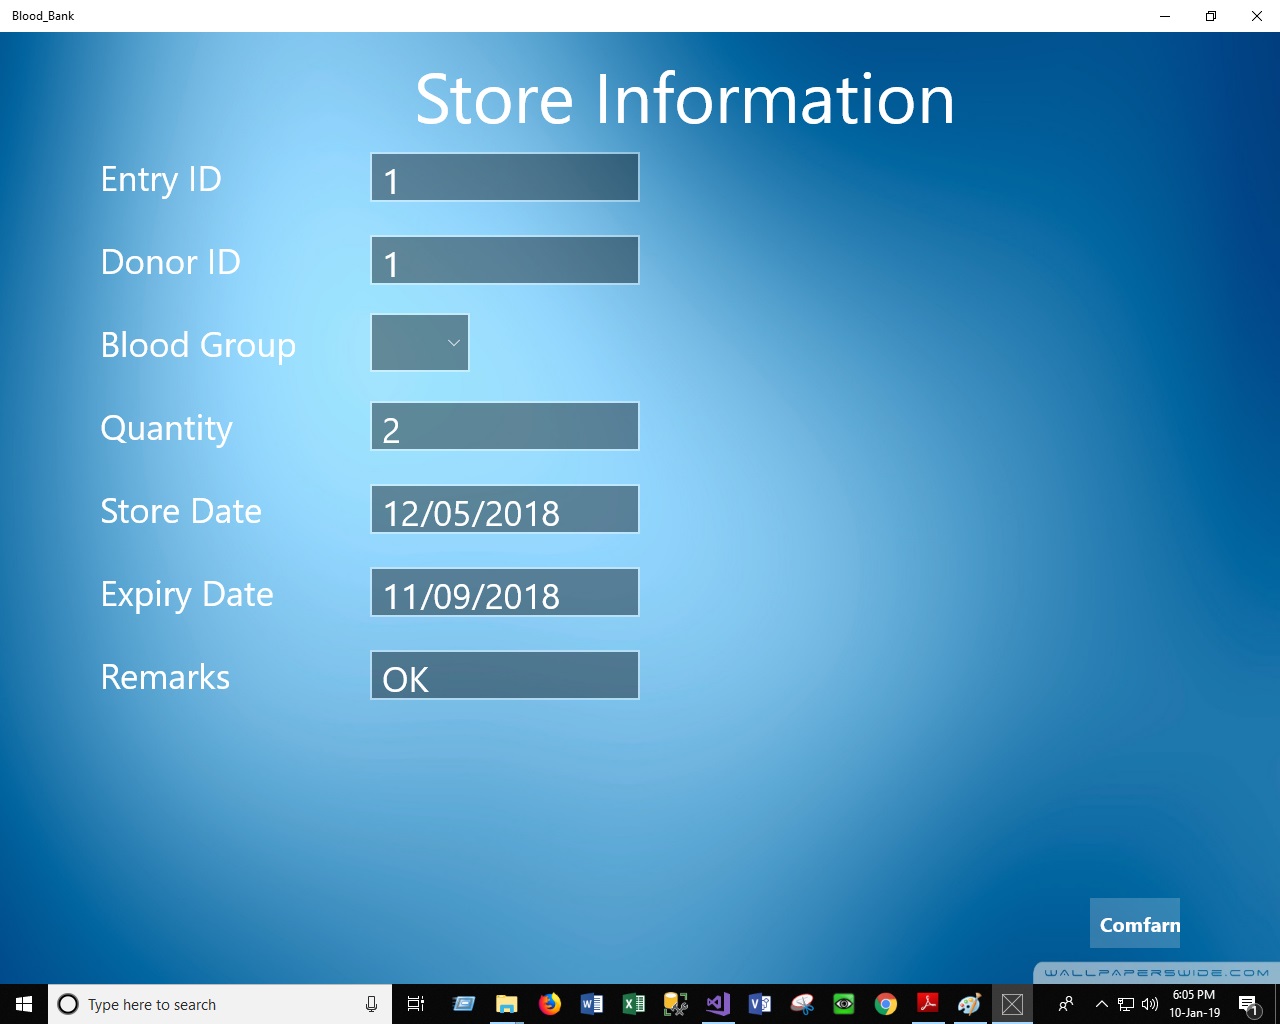 Blood_Bank
Store Information
Entry ID 1
Donor ID 1
Blood Group
Quantity 2
Store Date 12/05/2018
Expiry Date 11/09/2018
Remarks OK
Comfarn
WALLPAPERSWIDE.COM
Type here to search
6:05 PM
10-Jan-19
1